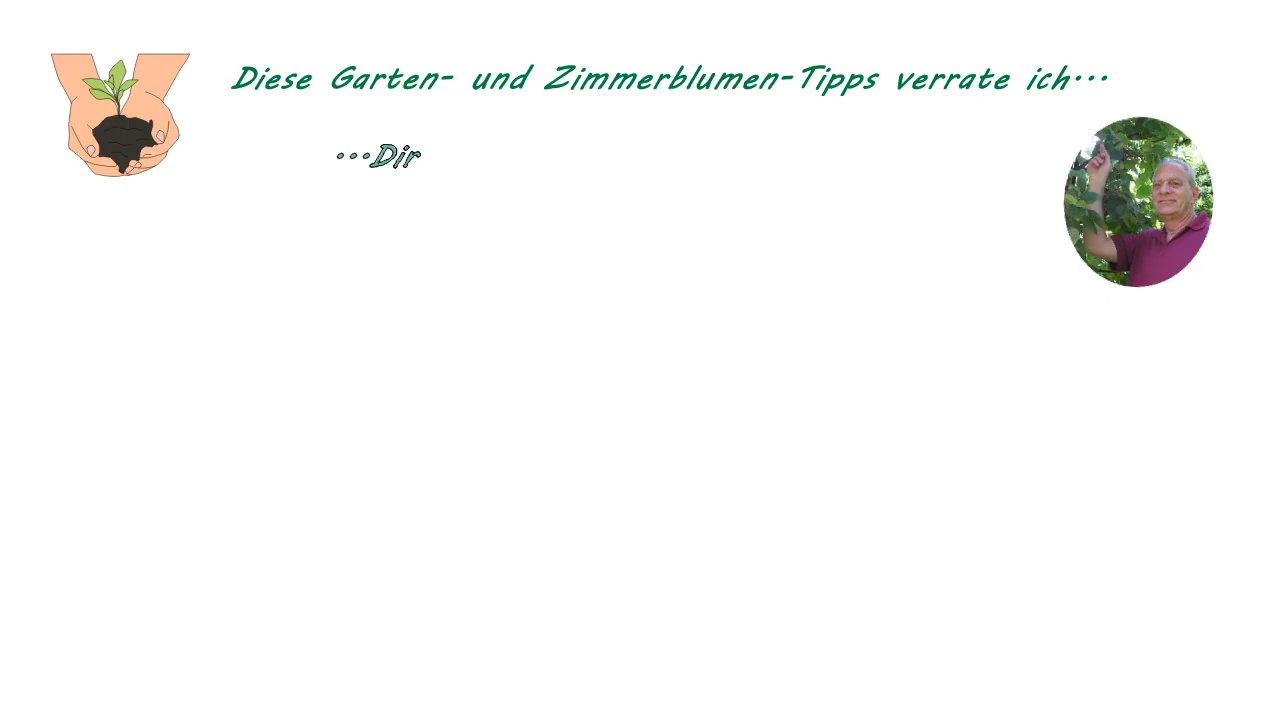 Diese Garten- und Zimmerblumen-Tipps verrate ich...
...Dir